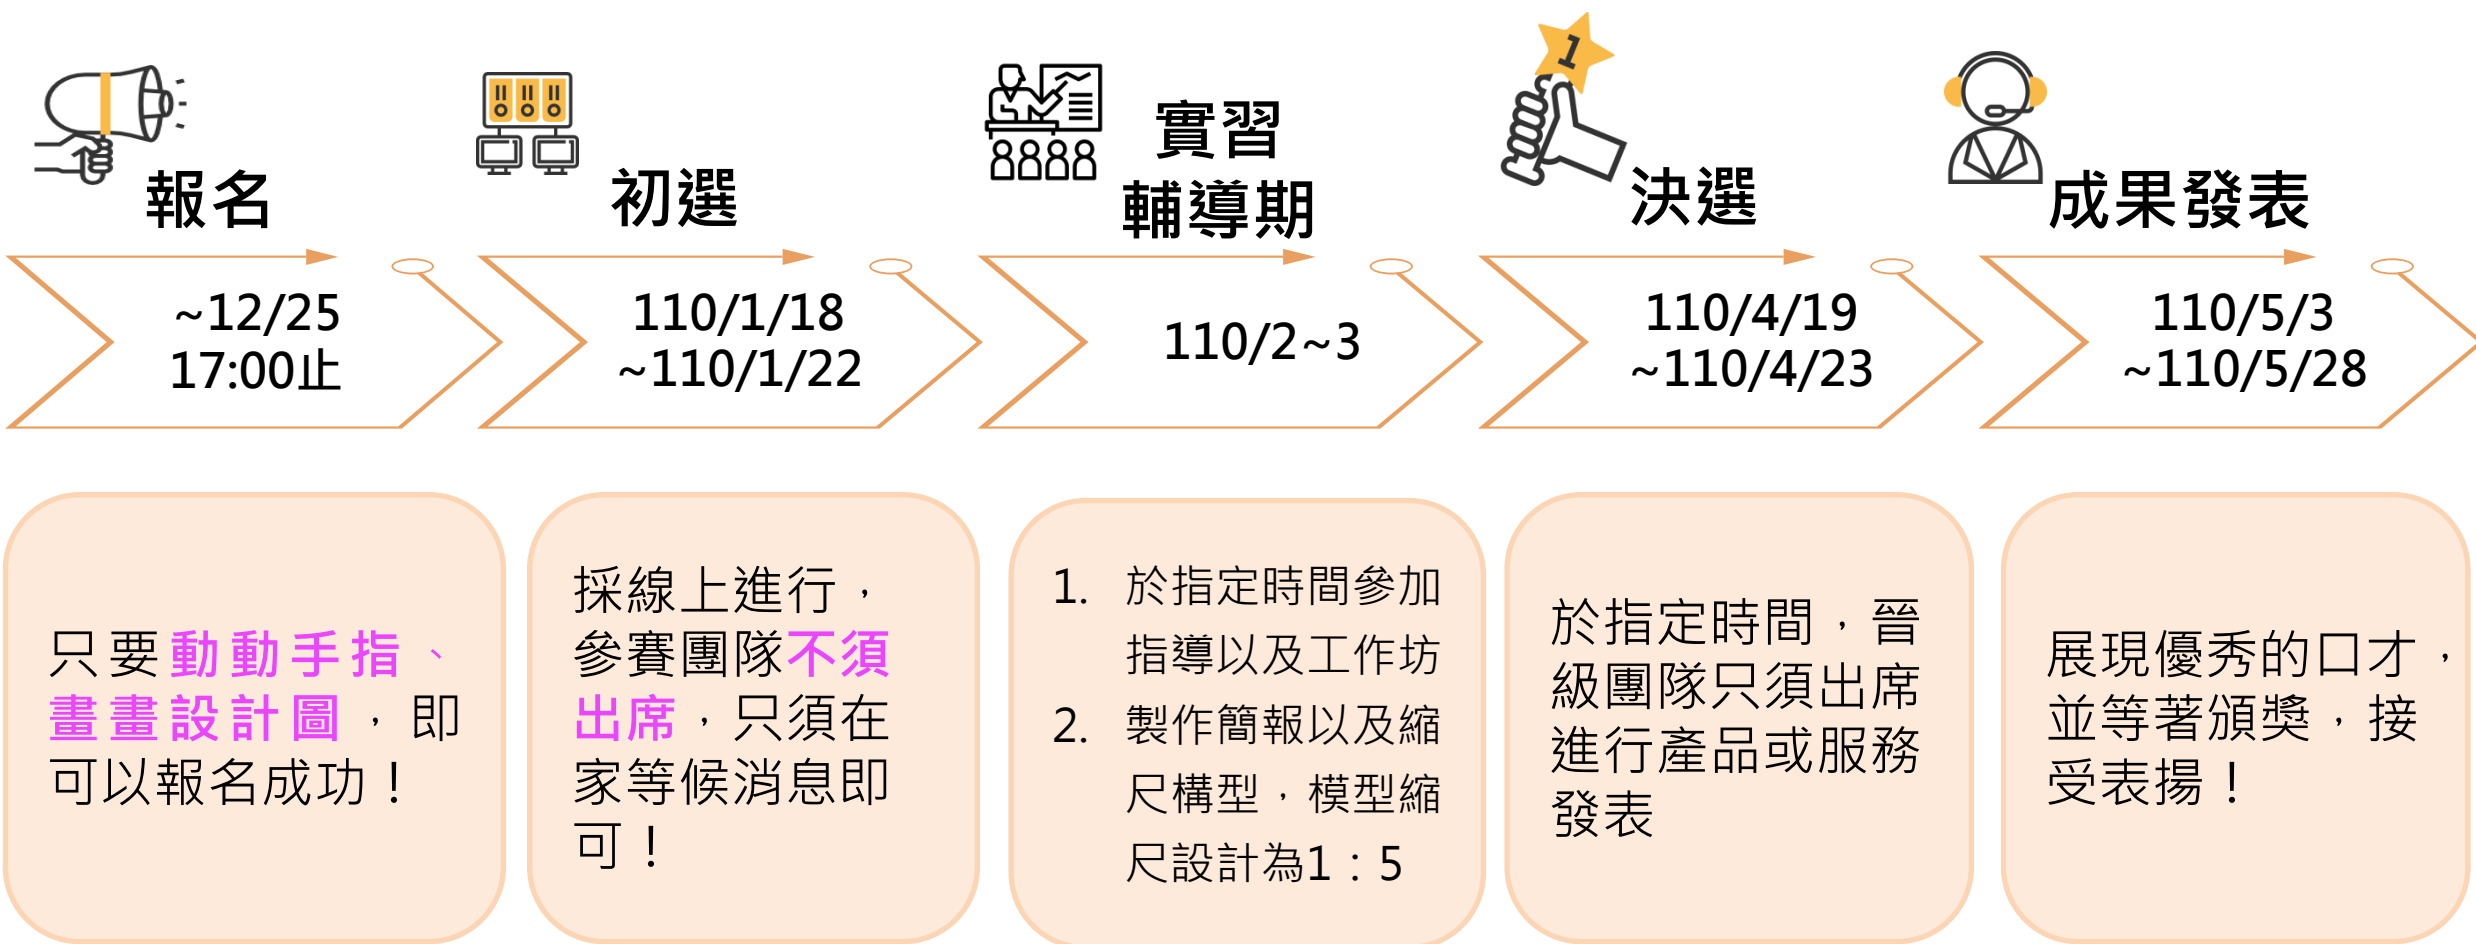 報名
~12/25
17:00止
只要動動手指、
畫畫設計圖，即
可以報名成功！
初選
110/1/18
~110/1/22
採線上進行，
參賽團隊不須
出席，只須在
家等候消息即
可！
實習
輔導期
110/2~3
1. 於指定時間參加
指導以及工作坊
2. 製作簡報以及縮
尺構型，模型縮
尺設計為1：5
1
決選
110/4/19
~110/4/23
於指定時間，晉
級團隊只須出席
進行產品或服務
發表
成果發表
110/5/3
~110/5/28
展現優秀的口才，
並等著頒獎，接
受表揚！